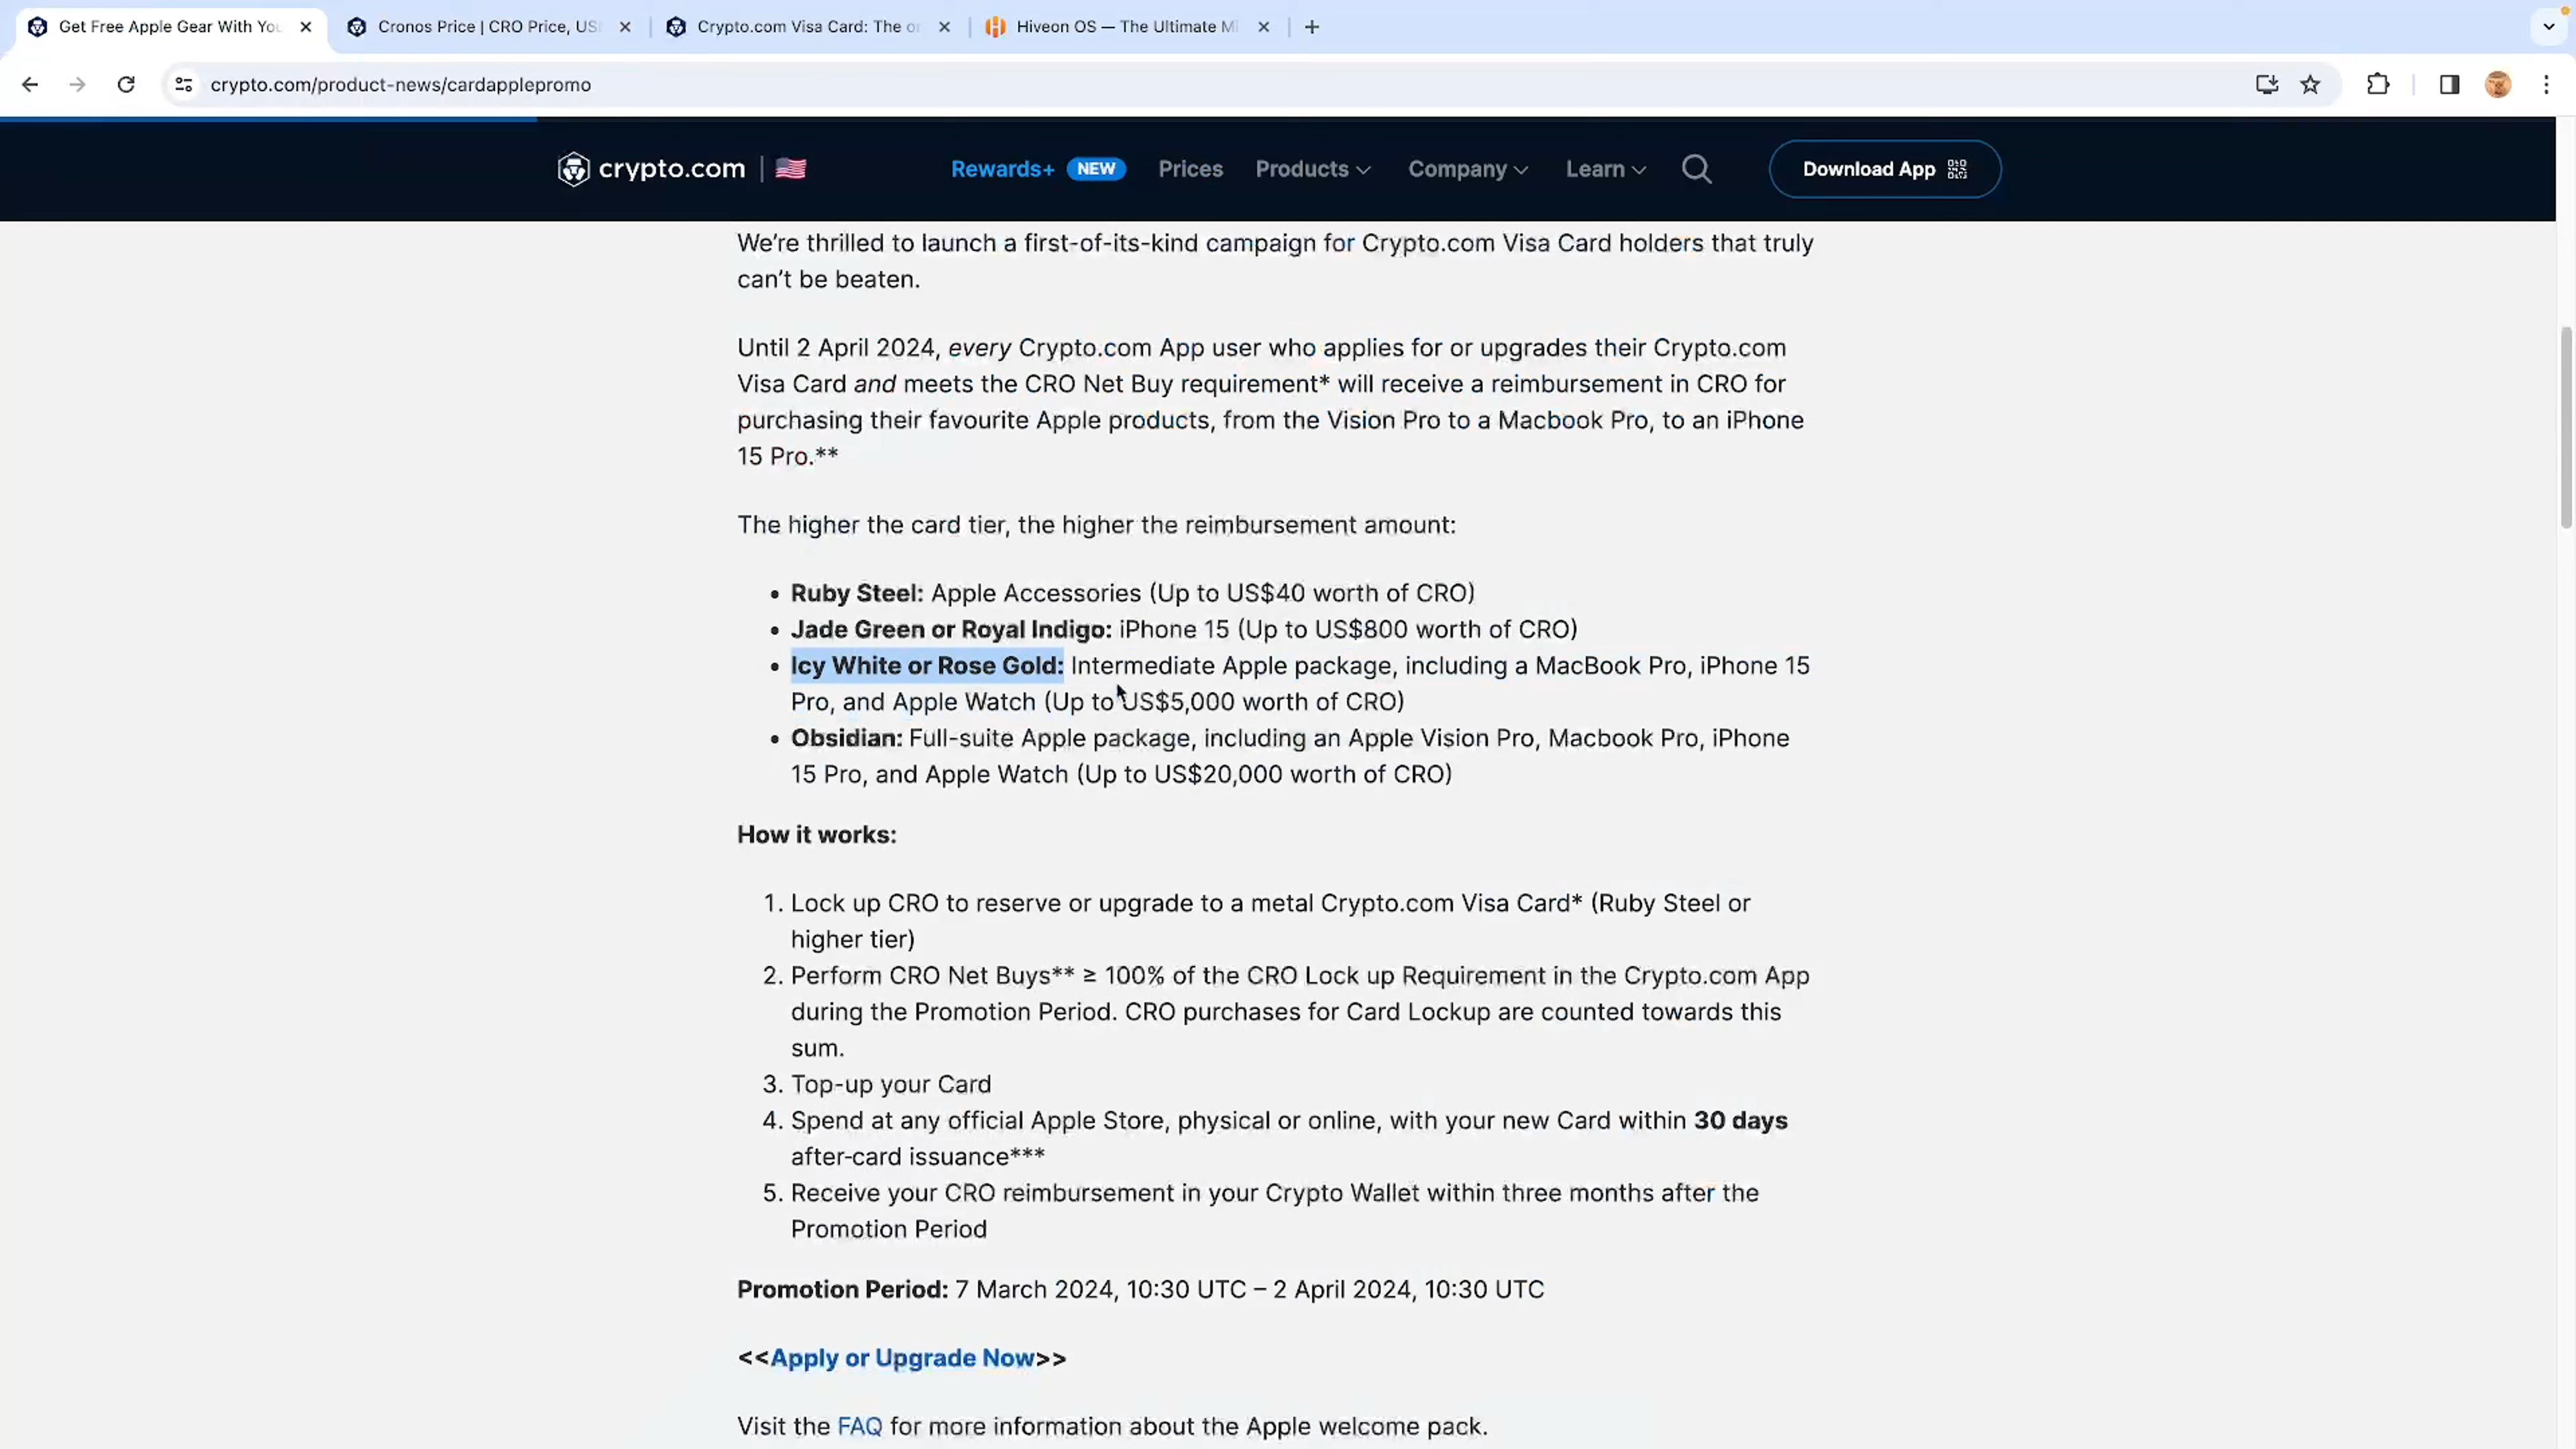 Get Free Apple Gear With You
Cronos Price | CRO Price, US
Crypto.com Visa Card: The o
Hiveon OS — The Ultimate Mi
crypto.com/product-news/cardapplepromo
crypto.com
Rewards+ NEW Prices Products Company Learn Download App
We're thrilled to launch a first-of-its-kind campaign for Crypto.com Visa Card holders that truly
can't be beaten.
Until 2 April 2024, every Crypto.com App user who applies for or upgrades their Crypto.com
Visa Card and meets the CRO Net Buy requirement* will receive a reimbursement in CRO for
purchasing their favourite Apple products, from the Vision Pro to a Macbook Pro, to an iPhone
15 Pro.**
The higher the card tier, the higher the reimbursement amount:
• Ruby Steel: Apple Accessories (Up to US$40 worth of CRO)
• Jade Green or Royal Indigo: iPhone 15 (Up to US$800 worth of CRO)
• Icy White or Rose Gold: Intermediate Apple package, including a MacBook Pro, iPhone 15
Pro, and Apple Watch (Up to US$5,000 worth of CRO)
• Obsidian: Full-suite Apple package, including an Apple Vision Pro, Macbook Pro, iPhone
15 Pro, and Apple Watch (Up to US$20,000 worth of CRO)
How it works:
1. Lock up CRO to reserve or upgrade to a metal Crypto.com Visa Card* (Ruby Steel or
higher tier)
2. Perform CRO Net Buys** ≥ 100% of the CRO Lock up Requirement in the Crypto.com App
during the Promotion Period. CRO purchases for Card Lockup are counted towards this
sum.
3. Top-up your Card
4. Spend at any official Apple Store, physical or online, with your new Card within 30 days
after-card issuance***
5. Receive your CRO reimbursement in your Crypto Wallet within three months after the
Promotion Period
Promotion Period: 7 March 2024, 10:30 UTC – 2 April 2024, 10:30 UTC
<<Apply or Upgrade Now>>
Visit the FAQ for more information about the Apple welcome pack.